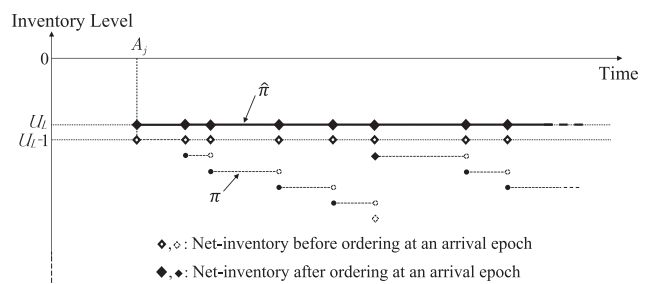 Inventory Level
A_j
0
Time
π̂
U_L
U_L-1
π
: Net-inventory before ordering at an arrival epoch
: Net-inventory after ordering at an arrival epoch